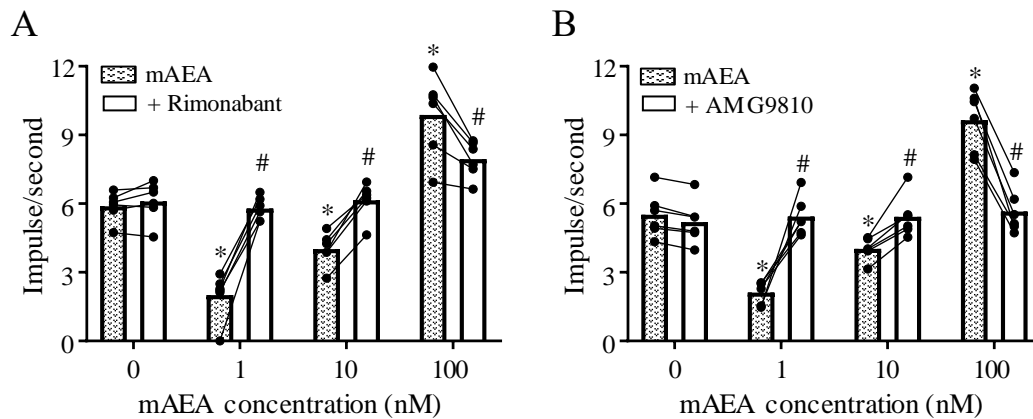 A
B
mAEA
+ Rimonabant
mAEA
+ AMG9810
Impulse/second
12
9
6
3
0
* # * # * #
0 1 10 100
mAEA concentration (nM)
Impulse/second
12
9
6
3
0
* # * # * #
0 1 10 100
mAEA concentration (nM)